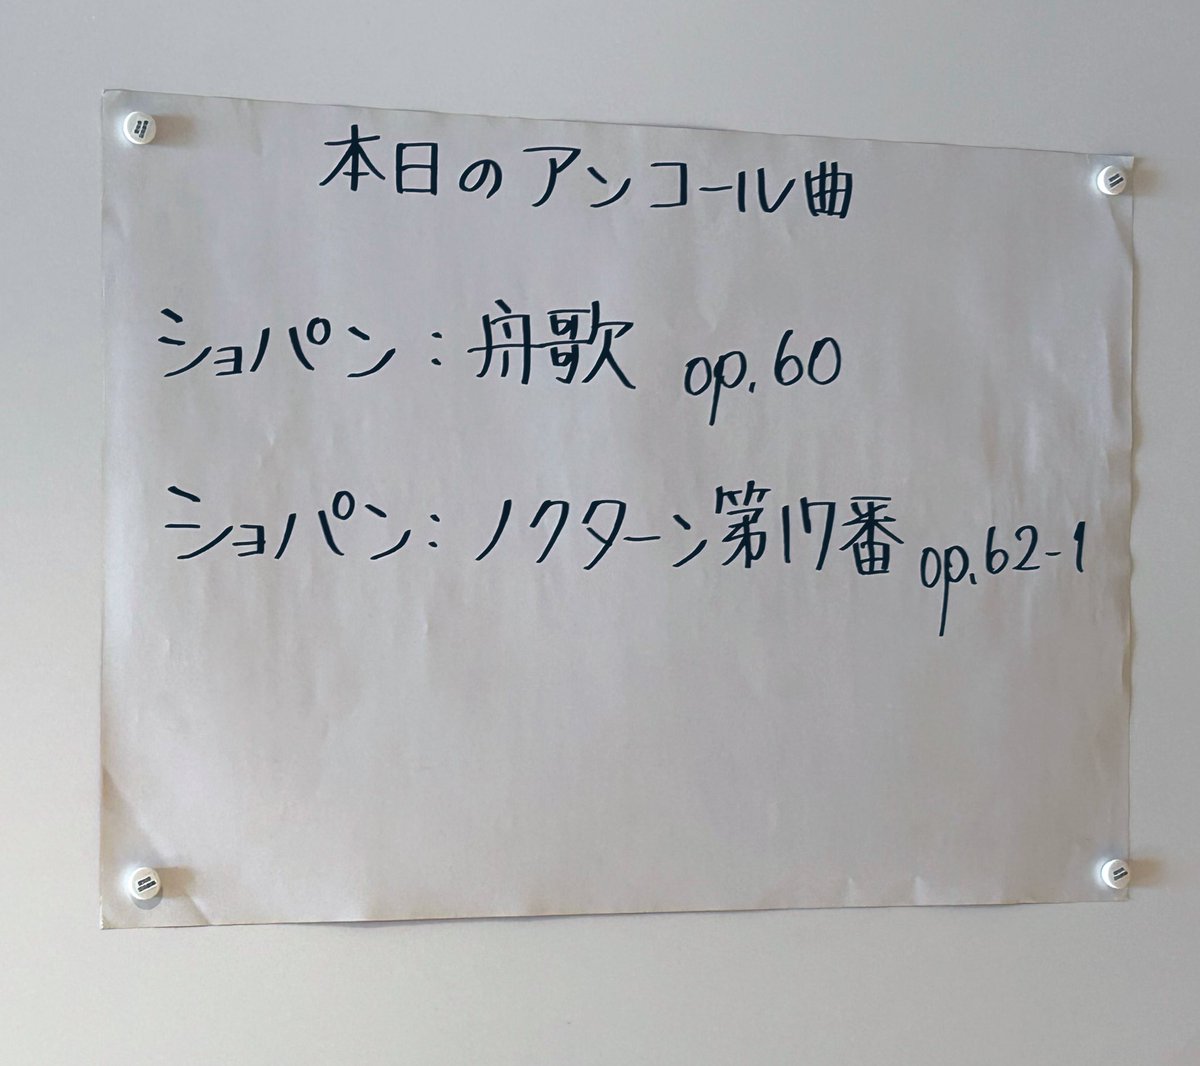 本日のアンコール曲
ショパン：舟歌 op.60
ショパン：ノクターン第17番 op.62-1